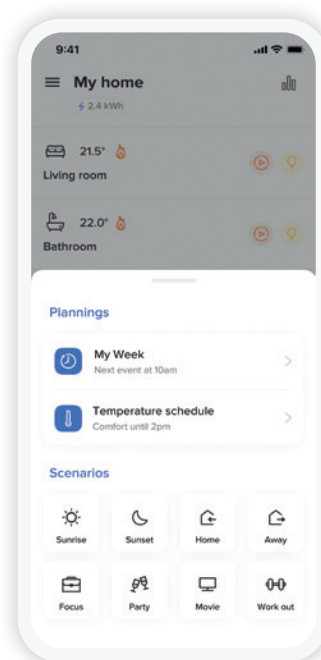 9:41
My home
2.4 kWh
21.5°
Living room
22.0°
Bathroom
Plannings
My Week
Next event at 10am
Temperature schedule
Comfort until 2pm
Scenarios
Sunrise Sunset Home Away
Focus Party Movie Work out